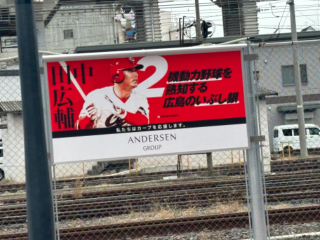 田中
広輔
2
機動力野球を
熟知する
広島のいぶし銀
私たちはカープを応援します。
ANDERSEN
GROUP